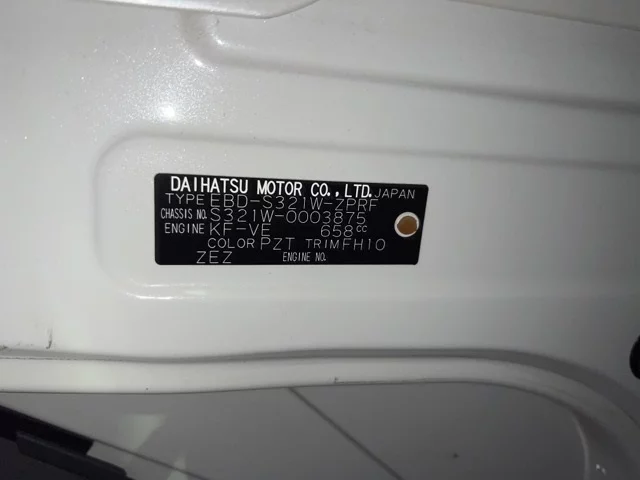 DAIHATSU MOTOR CO., LTD. JAPAN
TYPE EBD-S321W-ZPRF
CHASSIS NO. S321W-0003875
ENGINE KF-VE 658CC
COLOR PZT TRIM FH10
ZEZ ENGINE NO.